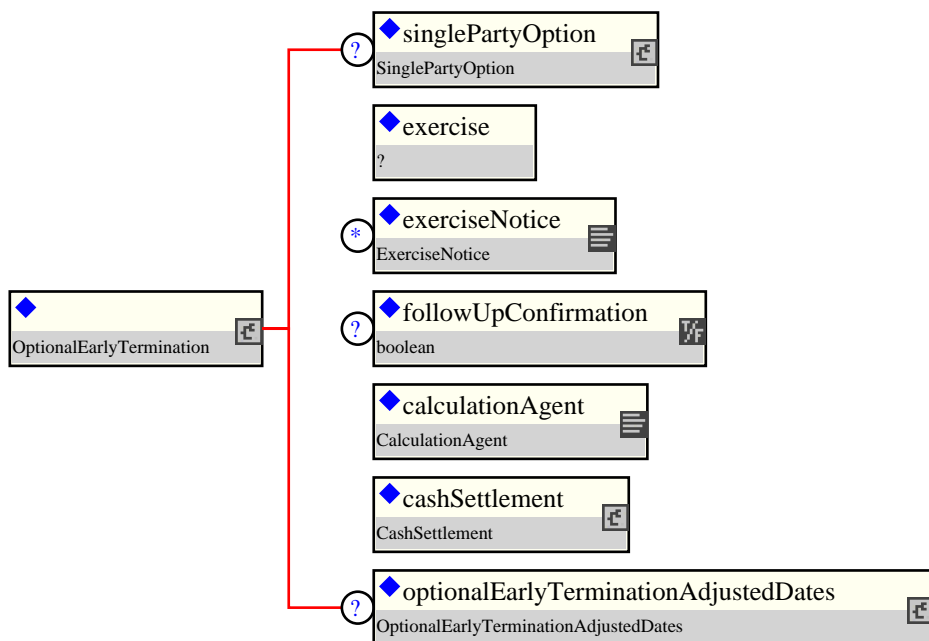 singlePartyOption
?
SinglePartyOption
exercise
?
exerciseNotice
*
ExerciseNotice
OptionalEarlyTermination
followUpConfirmation
?
boolean
T/F
calculationAgent
CalculationAgent
cashSettlement
CashSettlement
optionalEarlyTerminationAdjustedDates
?
OptionalEarlyTerminationAdjustedDates